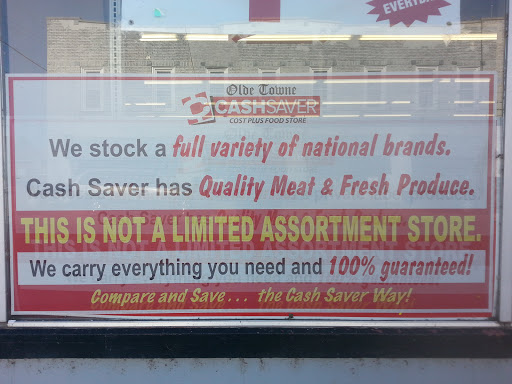 EVERYDAY
Olde Towne
CASHSAVER
COST PLUS FOOD STORE
We stock a full variety of national brands.
Cash Saver has Quality Meat & Fresh Produce.
THIS IS NOT A LIMITED ASSORTMENT STORE.
We carry everything you need and 100% guaranteed!
Compare and Save... the Cash Saver Way!